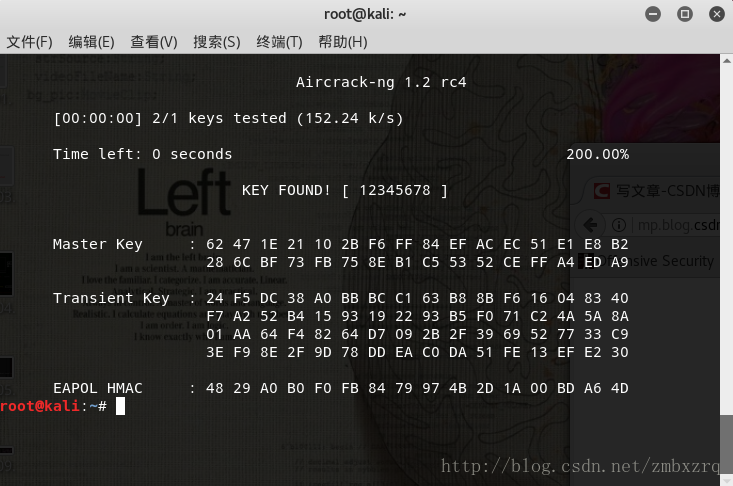 root@kali: ~
文件(F) 编辑(E) 查看(V) 搜索(S) 终端(T) 帮助(H)
Aircrack-ng 1.2 rc4
[00:00:00] 2/1 keys tested (152.24 k/s)
Time left: 0 seconds 200.00%
KEY FOUND! [ 12345678 ]
Left
brain
写文章-CSDN博
mp.blog.csd
Master Key : 62 47 1E 21 10 2B F6 FF 84 EF AC EC 51 E1 E8 B2
28 6C BF 73 FB 75 8E B1 C5 53 52 CE FF A4 ED A9
Security.
Transient Key : 24 F5 DC 38 A0 BB BC C1 63 B8 8B F6 16 04 83 40
F7 A2 52 B4 15 93 19 22 93 B5 F0 71 C2 4A 5A 8A
01 AA 64 F4 82 64 D7 09 2B 2F 39 69 52 77 33 C9
3E F9 8E 2F 9D 78 DD EA C0 DA 51 FE 13 EF E2 30
EAPOL HMAC : 48 29 A0 B0 F0 FB 84 79 97 4B 2D 1A 00 BD A6 4D
root@kali:~#
http://blog.csdn.net/zmbxzrq